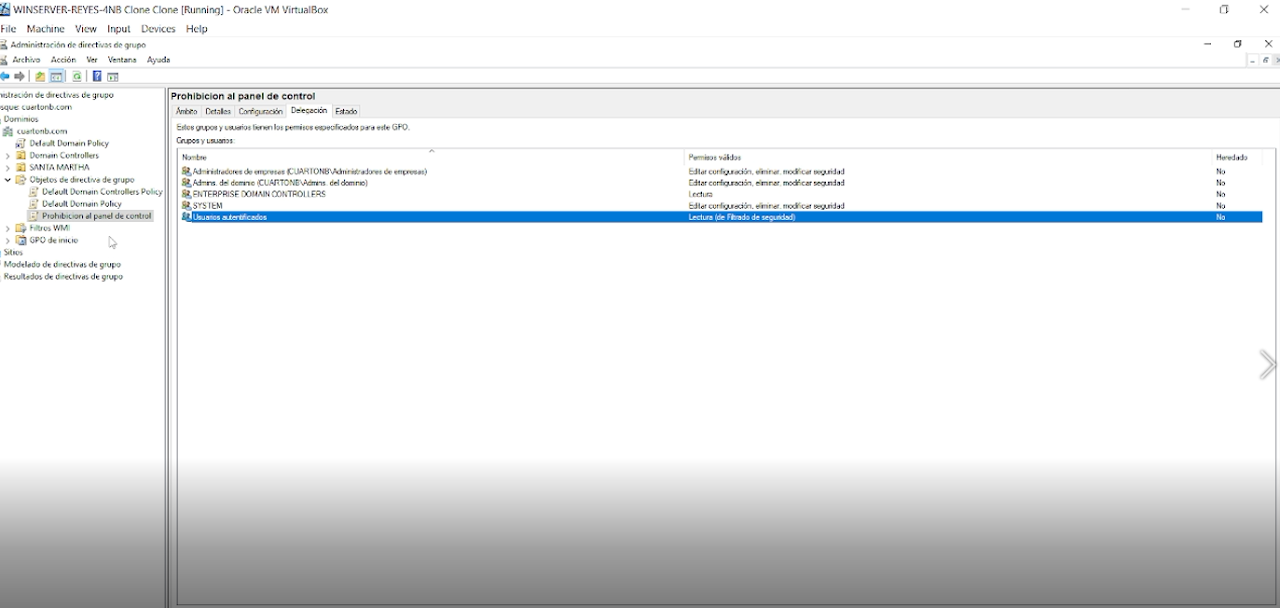 WINSERVER-REYES-4NB Clone Clone [Running] - Oracle VM VirtualBox
File Machine View Input Devices Help
Administración de directivas de grupo
Archivo Acción Ver Ventana Ayuda
nistración de directivas de grupo
sque: cuartonb.com
Dominios
cuartonb.com
Default Domain Policy
Domain Controllers
SANTA MARTHA
Objetos de directiva de grupo
Default Domain Controllers Policy
Default Domain Policy
Prohibicion al panel de control
Filtros WMI
GPO de inicio
Sitios
Modelado de directivas de grupo
Resultados de directivas de grupo
Prohibicion al panel de control
Ámbito Detalles Configuración Delegación Estado
Estos grupos y usuarios tienen los permisos especificados para este GPO.
Grupos y usuarios:
Nombre Permisos válidos Heredado
Administradores de empresas (CUARTONB\Administradores de empresas) Editar configuración, eliminar, modificar seguridad No
Admins. del dominio (CUARTONB\Admins. del dominio) Editar configuración, eliminar, modificar seguridad No
ENTERPRISE DOMAIN CONTROLLERS Lectura No
SYSTEM Editar configuración, eliminar, modificar seguridad No
Usuarios autentificados Lectura (de Filtrado de seguridad) No